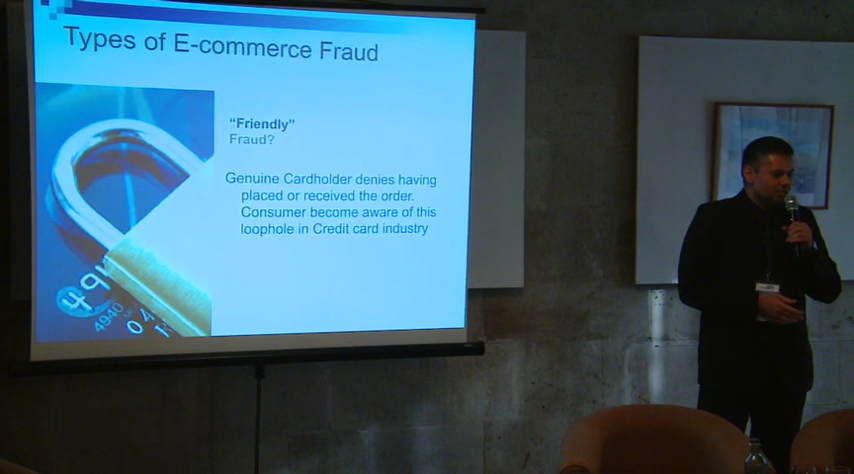 Types of E-commerce Fraud
“Friendly”
Fraud?
Genuine Cardholder denies having
placed or received the order.
Consumer become aware of this
loophole in Credit card industry
4940